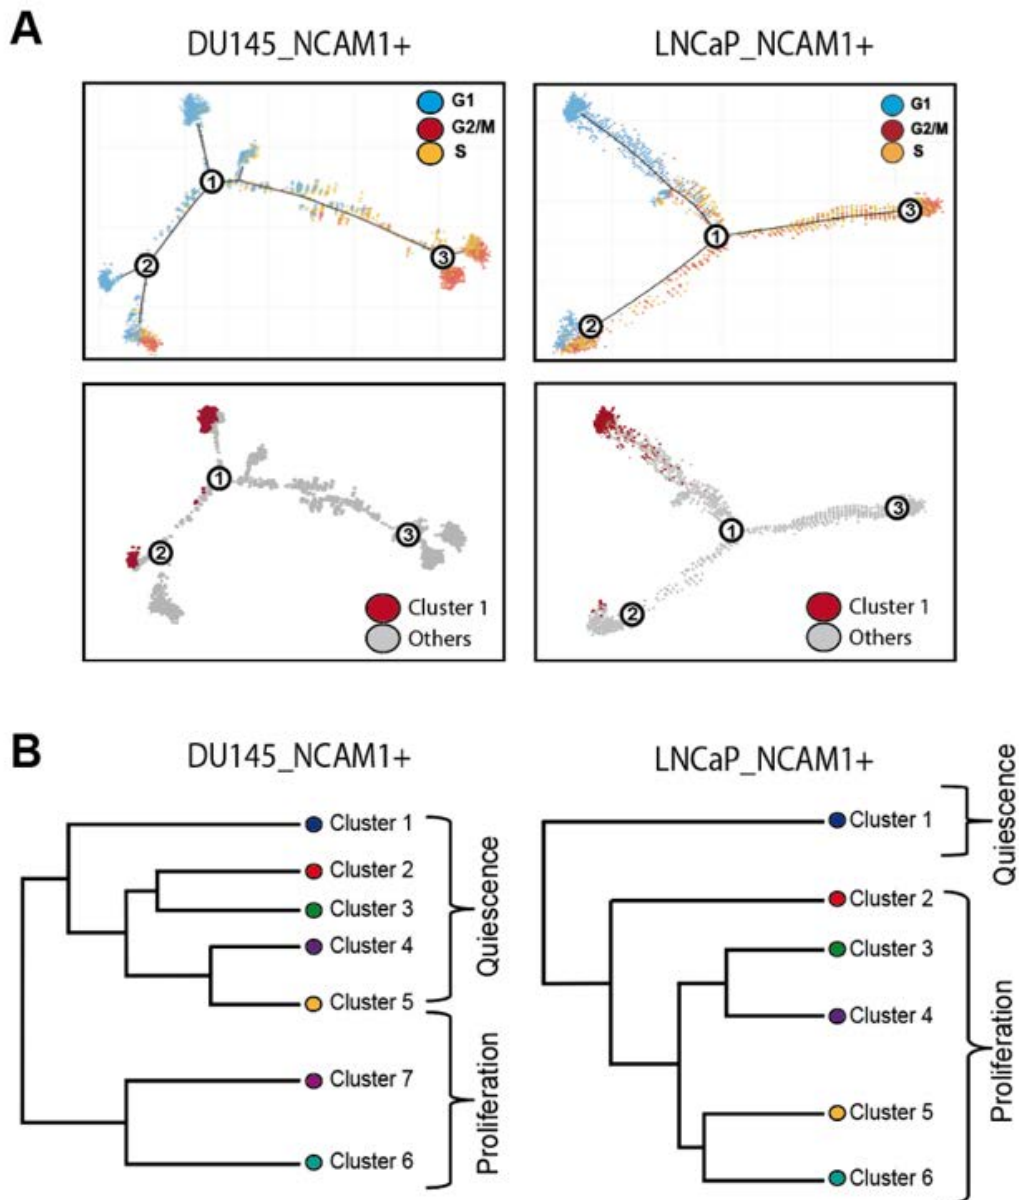 A
DU145_NCAM1+
LNCaP_NCAM1+
G1
G2/M
S
1
2
3
G1
G2/M
S
1
2
3
1
2
3
Cluster 1
Others
1
2
3
Cluster 1
Others
B
DU145_NCAM1+
LNCaP_NCAM1+
Cluster 1
Cluster 2
Cluster 3
Cluster 4
Cluster 5
Cluster 7
Cluster 6
Quiescence
Proliferation
Cluster 1
Cluster 2
Cluster 3
Cluster 4
Cluster 5
Cluster 6
Quiescence
Proliferation